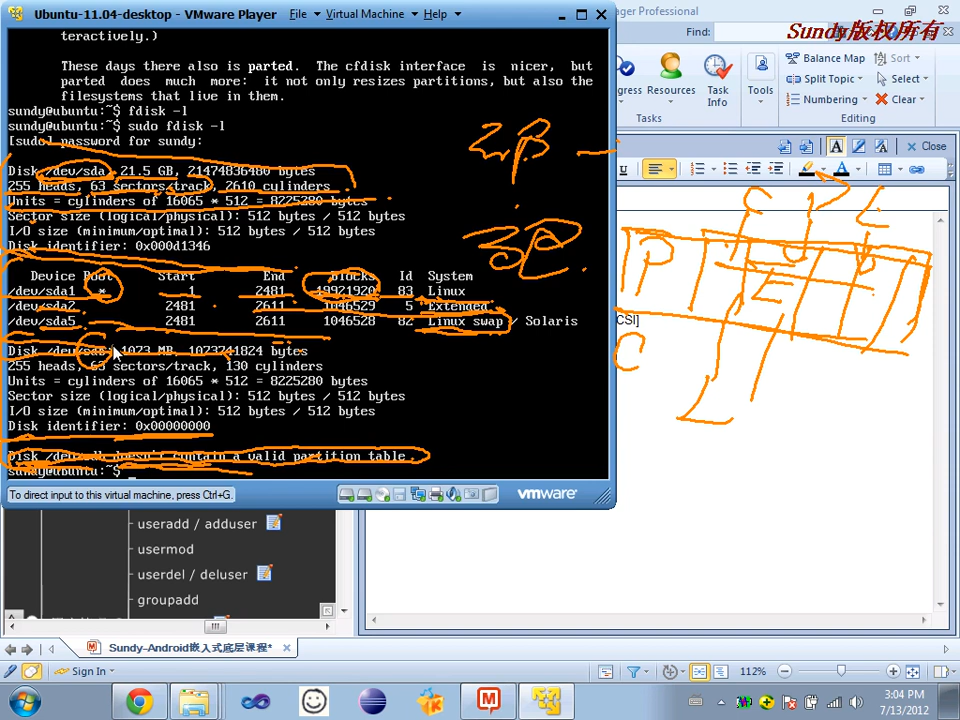 Ubuntu-11.04-desktop - VMware Player File Virtual Machine Help
ager Professional
Sundy版权所有
teractively.)
These days there also is parted. The cfdisk interface is nicer, but
parted does much more: it not only resizes partitions, but also the
filesystems that live in them.
sundy@ubuntu:~$ fdisk -l
sundy@ubuntu:~$ sudo fdisk -l
[sudo] password for sundy:
Disk /dev/sda: 21.5 GB, 21474836480 bytes
255 heads, 63 sectors/track, 2610 cylinders
Units = cylinders of 16065 * 512 = 8225280 bytes
Sector size (logical/physical): 512 bytes / 512 bytes
I/O size (minimum/optimal): 512 bytes / 512 bytes
Disk identifier: 0x000d1346
Device Boot Start End Blocks Id System
/dev/sda1 * 1 2481 19921920 83 Linux
/dev/sda2 2481 2611 1046529 5 Extended
/dev/sda5 2481 2611 1046528 82 Linux swap / Solaris
Disk /dev/sdb: 1073 MB, 1073741824 bytes
255 heads, 63 sectors/track, 130 cylinders
Units = cylinders of 16065 * 512 = 8225280 bytes
Sector size (logical/physical): 512 bytes / 512 bytes
I/O size (minimum/optimal): 512 bytes / 512 bytes
Disk identifier: 0x00000000
Disk /dev/sdb doesn't contain a valid partition table
sundy@ubuntu:~$ _
To direct input to this virtual machine, press Ctrl+G.
vmware
Find:
Balance Map Sort
Split Topic Select
Numbering Clear
Resources Task Info Tools
Tasks Editing
Close
CSI]
P
C
L
useradd / adduser
usermod
userdel / deluser
groupadd
Sundy-Android嵌入式底层课程*
Sign In
112%
3:04 PM
7/13/2012